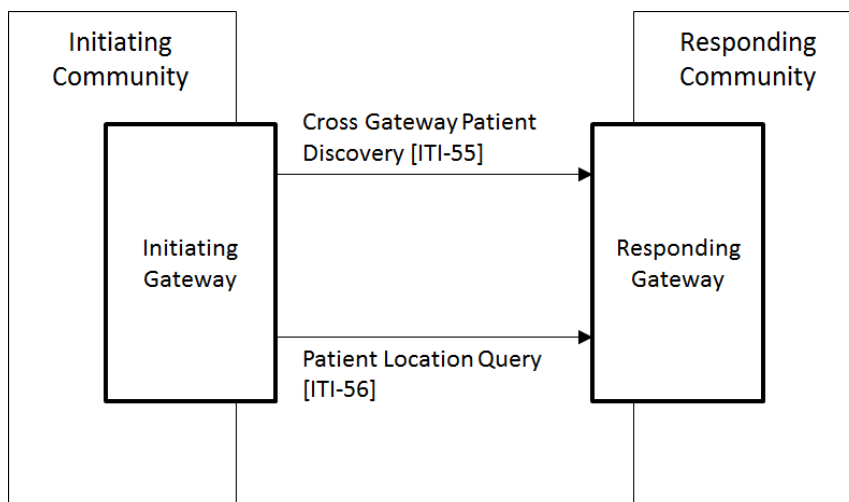 Initiating
Community
Responding
Community
Cross Gateway Patient
Discovery [ITI-55]
Initiating
Gateway
Responding
Gateway
Patient Location Query
[ITI-56]